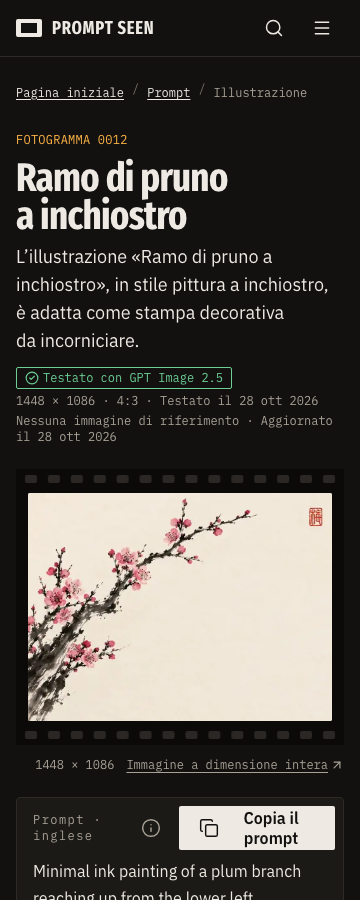 PROMPT SEEN
Pagina iniziale / Prompt / Illustrazione
FOTOGRAMMA 0012
Ramo di pruno
a inchiostro
L’illustrazione «Ramo di pruno a
inchiostro», in stile pittura a inchiostro,
è adatta come stampa decorativa
da incorniciare.
Testato con GPT Image 2.5
1448 × 1086 · 4:3 · Testato il 28 ott 2026
Nessuna immagine di riferimento · Aggiornato
il 28 ott 2026
1448 × 1086 Immagine a dimensione intera
Prompt ·
inglese
Copia il
prompt
Minimal ink painting of a plum branch
reaching up from the lower left